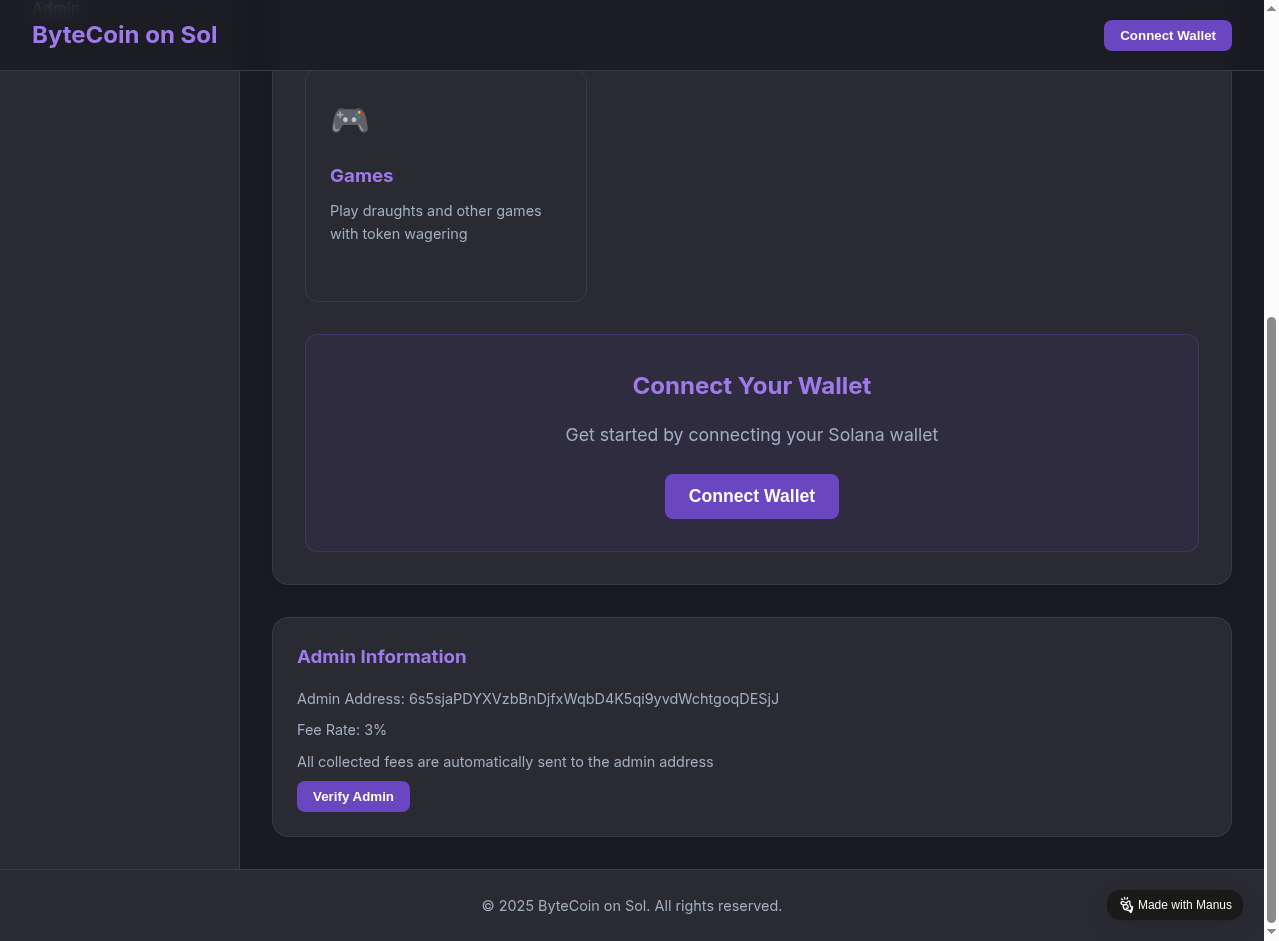 Admin
ByteCoin on Sol
Connect Wallet
Games
Play draughts and other games
with token wagering
Connect Your Wallet
Get started by connecting your Solana wallet
Connect Wallet
Admin Information
Admin Address: 6s5sjaPDYXVzbBnDjfxWqbD4K5qi9yvdWchtgoqDESjJ
Fee Rate: 3%
All collected fees are automatically sent to the admin address
Verify Admin
© 2025 ByteCoin on Sol. All rights reserved.
Made with Manus